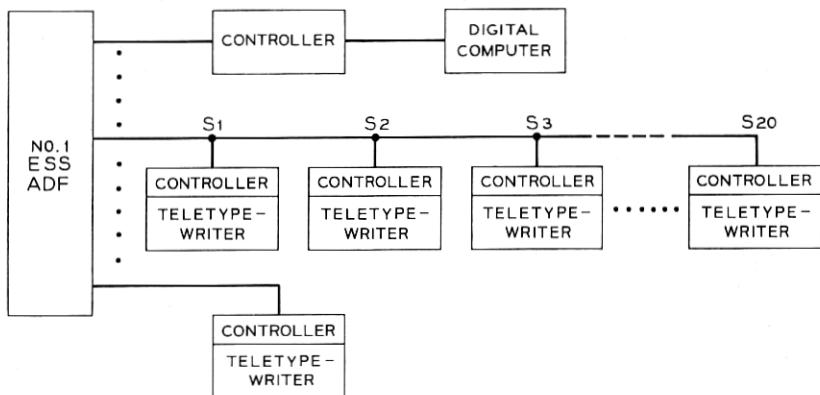 NO. 1
ESS
ADF
CONTROLLER
DIGITAL
COMPUTER
S1
S2
S3
S20
CONTROLLER
TELETYPE-
WRITER
CONTROLLER
TELETYPE-
WRITER
CONTROLLER
TELETYPE-
WRITER
CONTROLLER
TELETYPE-
WRITER
CONTROLLER
TELETYPE-
WRITER